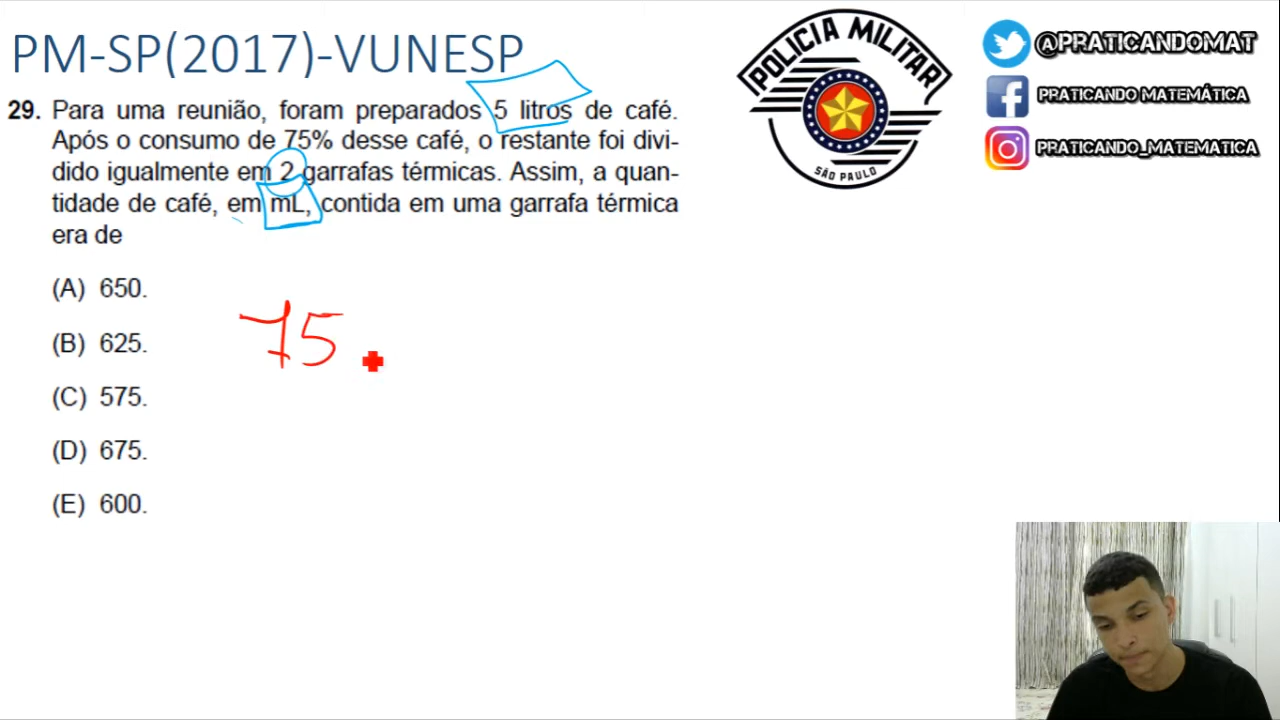 PM-SP(2017)-VUNESP
29. Para uma reunião, foram preparados 5 litros de café.
Após o consumo de 75% desse café, o restante foi divi-
dido igualmente em 2 garrafas térmicas. Assim, a quan-
tidade de café, em mL, contida em uma garrafa térmica
era de
(A) 650.
(B) 625.
(C) 575.
(D) 675.
(E) 600.
75
POLICIA MILITAR
SÃO PAULO
@PRATICANDOMAT
PRATICANDO MATEMÁTICA
PRATICANDO_MATEMATICA